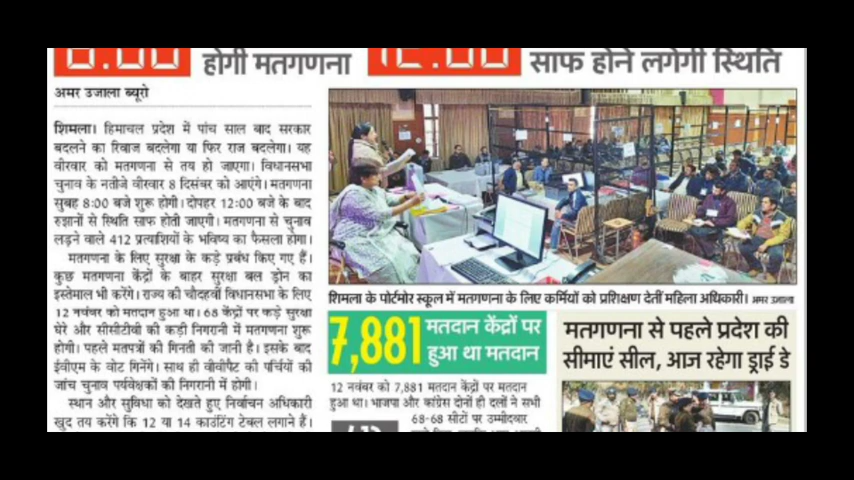 8:00 होगी मतगणना
12:00 साफ होने लगेगी स्थिति
अमर उजाला ब्यूरो
शिमला। हिमाचल प्रदेश में पांच साल बाद सरकार
बदलने का रिवाज बदलेगा या फिर राज बदलेगा। यह
वीरवार को मतगणना से तय हो जाएगा। विधानसभा
चुनाव के नतीजे वीरवार 8 दिसंबर को आएंगे। मतगणना
सुबह 8:00 बजे शुरू होगी। दोपहर 12:00 बजे के बाद
रुझानों से स्थिति साफ होती जाएगी। मतगणना से चुनाव
लड़ने वाले 412 प्रत्याशियों के भविष्य का फैसला होगा।
मतगणना के लिए सुरक्षा के कड़े प्रबंध किए गए हैं।
कुछ मतगणना केंद्रों के बाहर सुरक्षा बल ड्रोन का
इस्तेमाल भी करेंगे। राज्य की चौदहवीं विधानसभा के लिए
12 नवंबर को मतदान हुआ था। 68 केंद्रों पर कड़े सुरक्षा
घेरे और सीसीटीवी की कड़ी निगरानी में मतगणना शुरू
होगी। पहले मतपत्रों की गिनती की जानी है। इसके बाद
ईवीएम के वोट गिनेंगे। साथ ही वीवीपैट की पर्चियों की
जांच चुनाव पर्यवेक्षकों की निगरानी में होगी।
स्थान और सुविधा को देखते हुए निर्वाचन अधिकारी
खुद तय करेंगे कि 12 या 14 काउंटिंग टेबल लगाने हैं।
शिमला के पोर्टमोर स्कूल में मतगणना के लिए कर्मियों को प्रशिक्षण देतीं महिला अधिकारी। अमर उजाला
7,881 मतदान केंद्रों पर
हुआ था मतदान
12 नवंबर को 7,881 मतदान केंद्रों पर मतदान
हुआ था। भाजपा और कांग्रेस दोनों ही दलों ने सभी
68-68 सीटों पर उम्मीदवार
मतगणना से पहले प्रदेश की
सीमाएं सील, आज रहेगा ड्राई डे